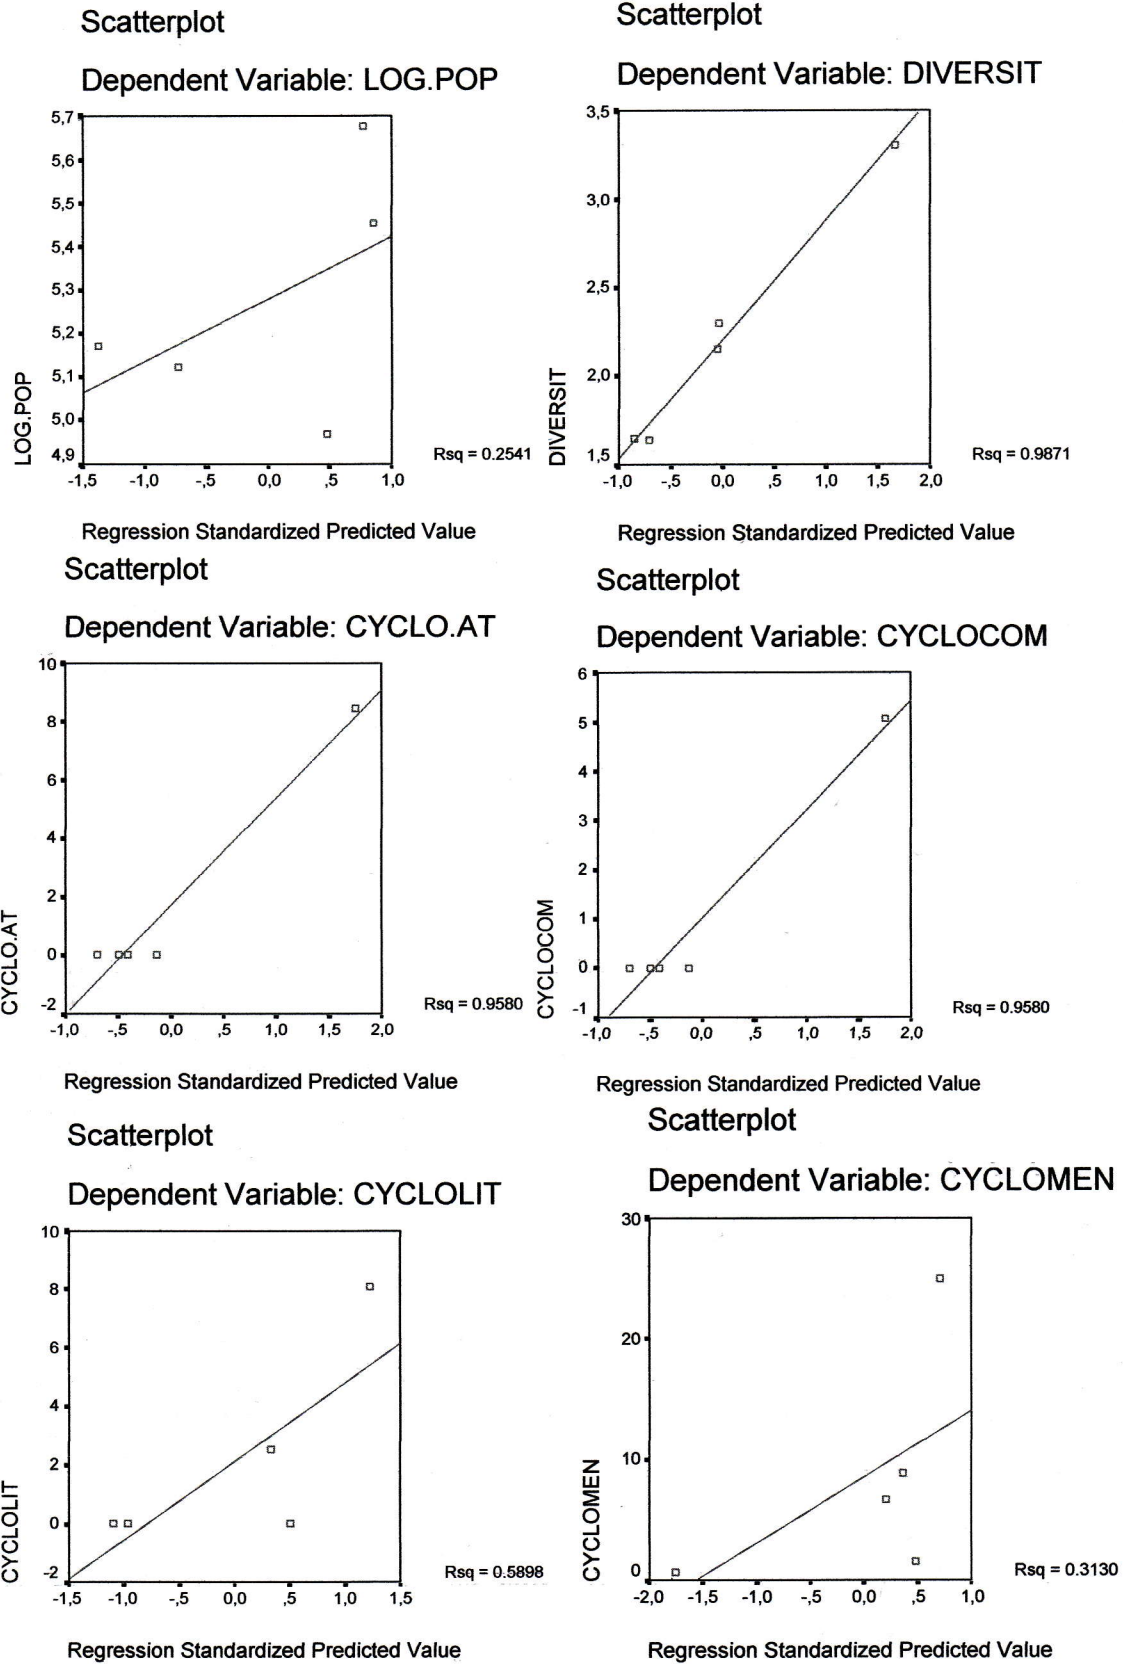 Scatterplot
Dependent Variable: LOG.POP
5,7
5,6
5,5
5,4
5,3
5,2
5,1
5,0
4,9
LOG.POP
-1,5 -1,0 -,5 0,0 ,5 1,0
Rsq = 0.2541
Regression Standardized Predicted Value
Scatterplot
Dependent Variable: DIVERSIT
3,5
3,0
2,5
2,0
1,5
DIVERSIT
-1,0 -,5 0,0 ,5 1,0 1,5 2,0
Rsq = 0.9871
Regression Standardized Predicted Value
Scatterplot
Dependent Variable: CYCLO.AT
10
8
6
4
2
0
-2
CYCLO.AT
-1,0 -,5 0,0 ,5 1,0 1,5 2,0
Rsq = 0.9580
Regression Standardized Predicted Value
Scatterplot
Dependent Variable: CYCLOCOM
6
5
4
3
2
1
0
-1
CYCLOCOM
-1,0 -,5 0,0 ,5 1,0 1,5 2,0
Rsq = 0.9580
Regression Standardized Predicted Value
Scatterplot
Dependent Variable: CYCLOLIT
10
8
6
4
2
0
-2
CYCLOLIT
-1,5 -1,0 -,5 0,0 ,5 1,0 1,5
Rsq = 0.5898
Regression Standardized Predicted Value
Scatterplot
Dependent Variable: CYCLOMEN
30
20
10
0
CYCLOMEN
-2,0 -1,5 -1,0 -,5 0,0 ,5 1,0
Rsq = 0.3130
Regression Standardized Predicted Value